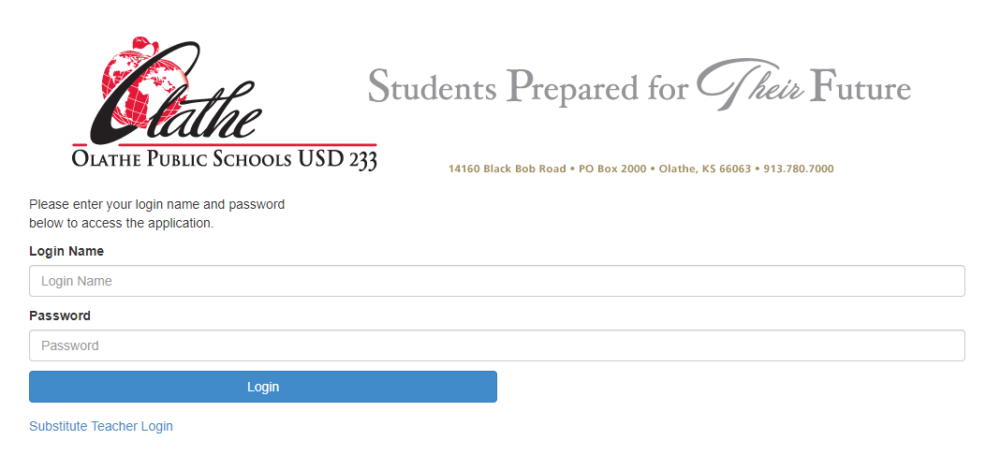 Olathe
OLATHE PUBLIC SCHOOLS USD 233
Students Prepared for Their Future
14160 Black Bob Road • PO Box 2000 • Olathe, KS 66063 • 913.780.7000
Please enter your login name and password
below to access the application.
Login Name
Login Name
Password
Password
Login
Substitute Teacher Login